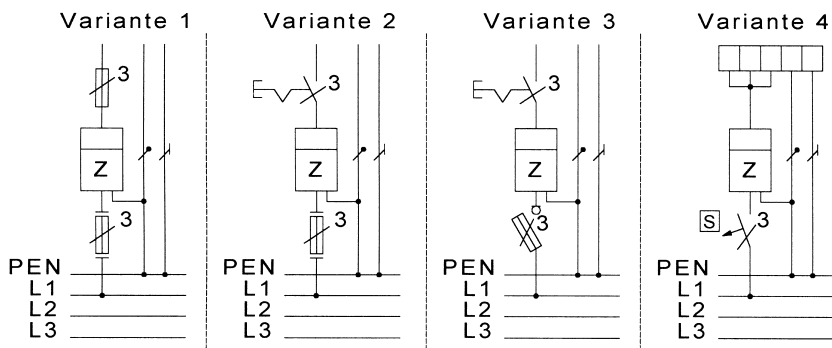 Variante 1
3
Z
3
PEN
L1
L2
L3
Variante 2
3
Z
3
PEN
L1
L2
L3
Variante 3
3
Z
3
PEN
L1
L2
L3
Variante 4
Z
S
3
PEN
L1
L2
L3